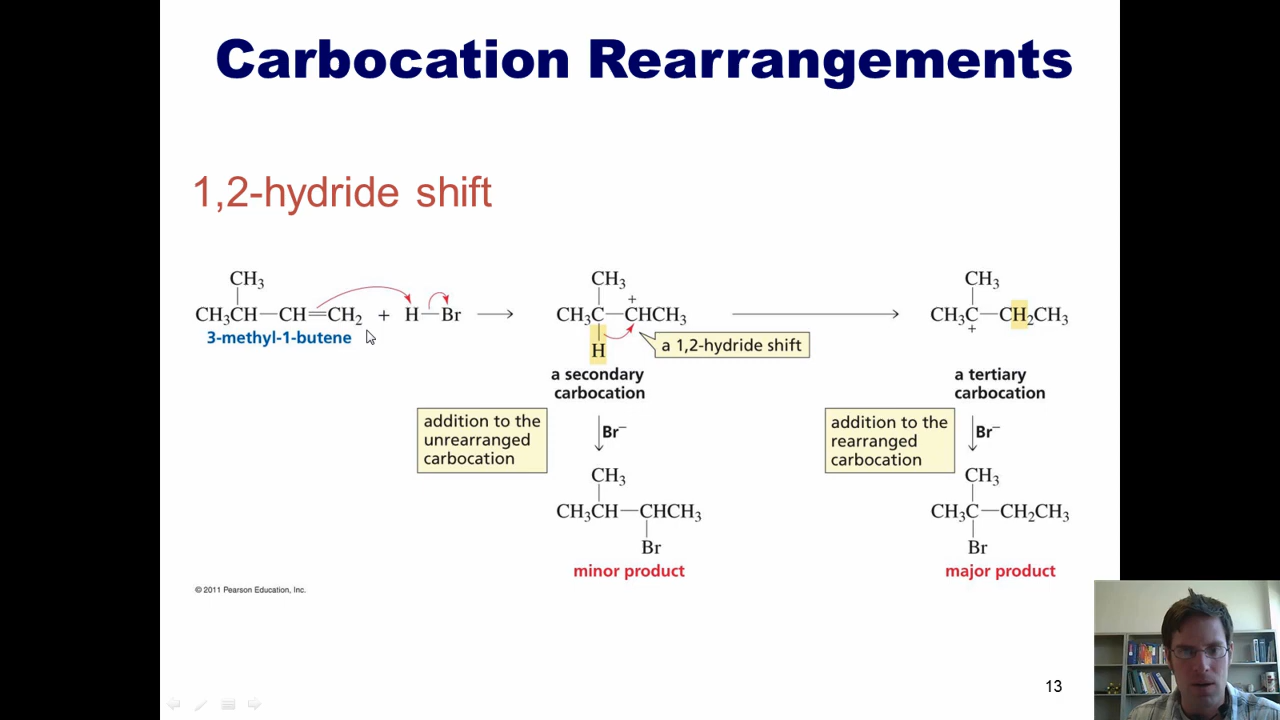 Carbocation Rearrangements
1,2-hydride shift
CH₃
CH₃CH—CH=CH₂ + H—Br
3-methyl-1-butene
CH₃
+
CH₃C—CHCH₃
H
a 1,2-hydride shift
a secondary
carbocation
CH₃
CH₃C—CH₂CH₃
+
a tertiary
carbocation
addition to the
unrearranged
carbocation
Br⁻
addition to the
rearranged
carbocation
Br⁻
CH₃
CH₃CH—CHCH₃
Br
minor product
CH₃
CH₃C—CH₂CH₃
Br
major product
© 2011 Pearson Education, Inc.
13